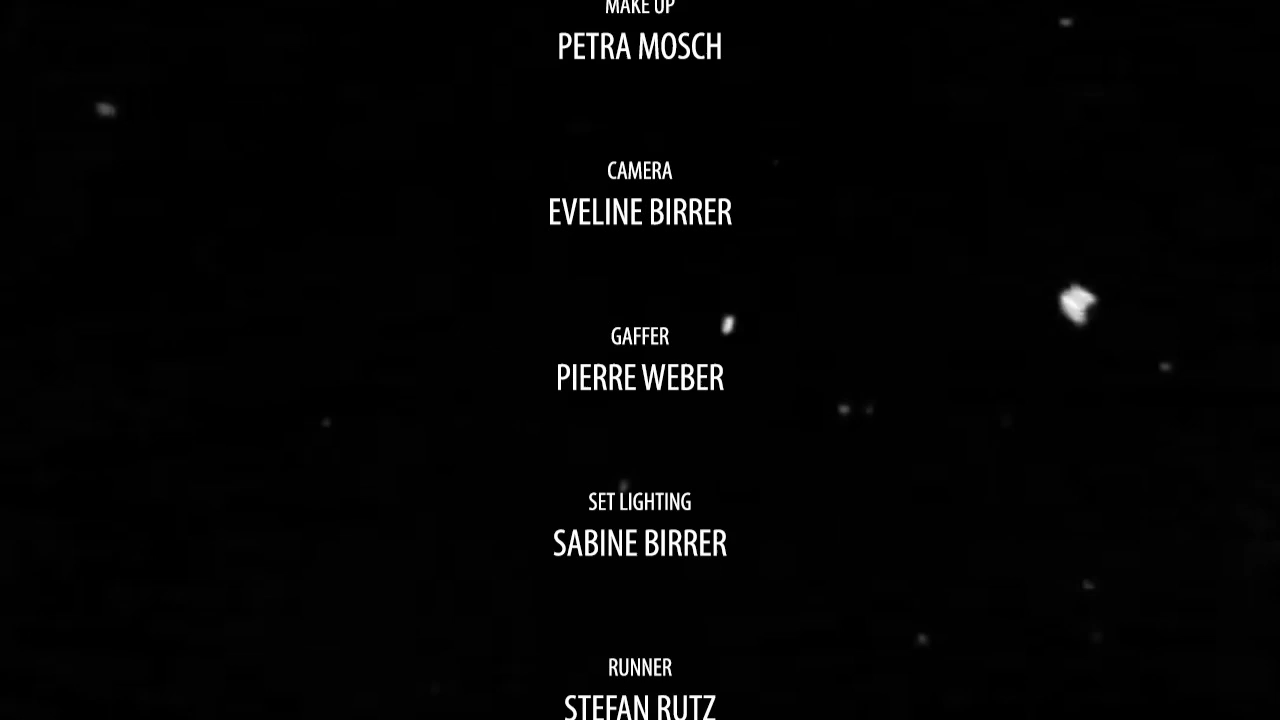 MAKE UP
PETRA MOSCH
CAMERA
EVELINE BIRRER
GAFFER
PIERRE WEBER
SET LIGHTING
SABINE BIRRER
RUNNER
STEFAN RUTZ